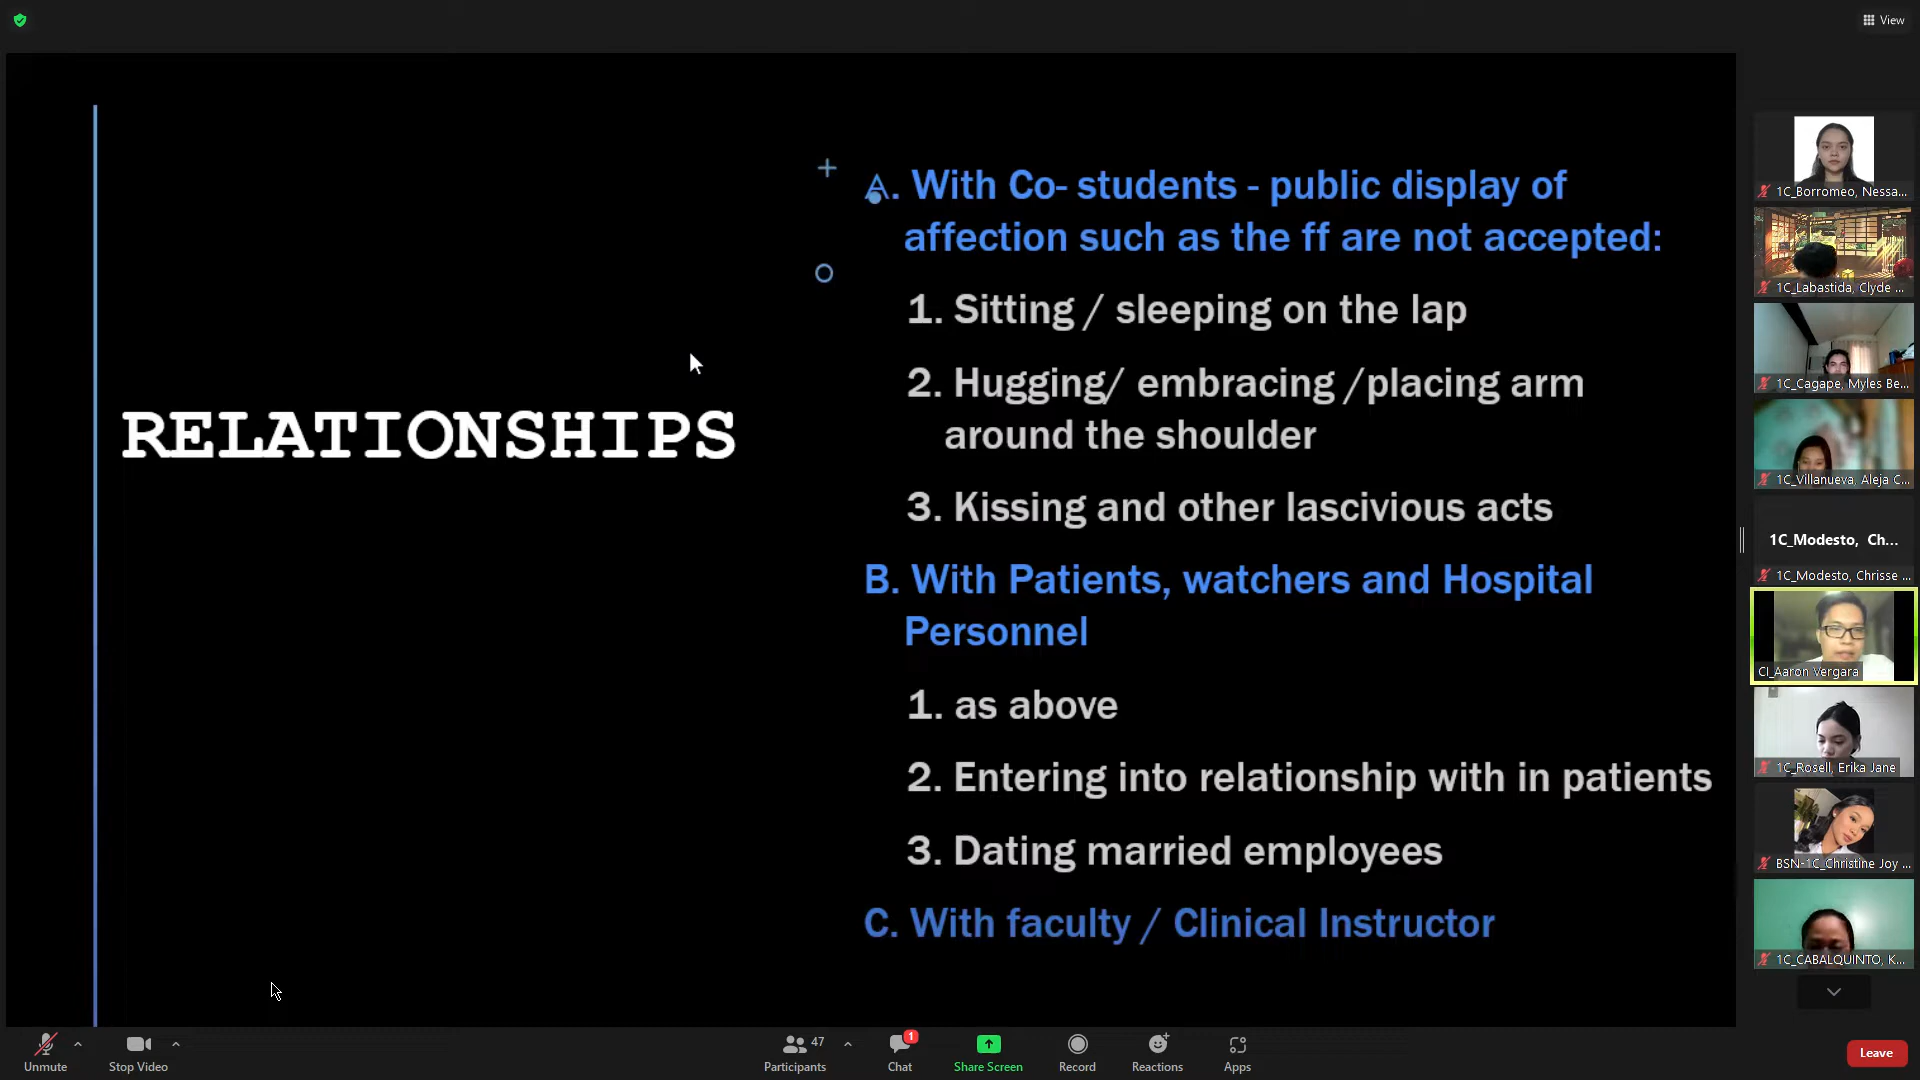 View
RELATIONSHIPS
A. With Co- students - public display of
affection such as the ff are not accepted:
1. Sitting / sleeping on the lap
2. Hugging/ embracing /placing arm
around the shoulder
3. Kissing and other lascivious acts
B. With Patients, watchers and Hospital
Personnel
1. as above
2. Entering into relationship with in patients
3. Dating married employees
C. With faculty / Clinical Instructor
1C_Borromeo, Nessa...
1C_Labastida, Clyde ...
1C_Cagape, Myles Be...
1C_Villanueva, Aleja C...
1C_Modesto, Ch...
1C_Modesto, Chrisse ...
CI_Aaron Vergara
1C_Rosell, Erika Jane
BSN-1C_Christine Joy ...
1C_CABALQUINTO, K...
Unmute
Stop Video
47
Participants
1
Chat
Share Screen
Record
Reactions
Apps
Leave